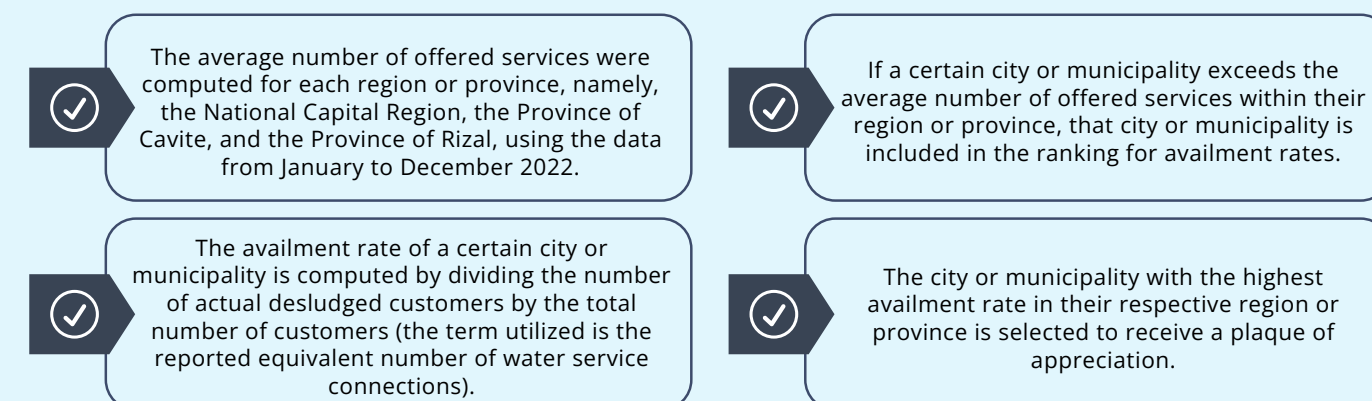 The average number of offered services were
computed for each region or province, namely,
the National Capital Region, the Province of
Cavite, and the Province of Rizal, using the data
from January to December 2022.
If a certain city or municipality exceeds the
average number of offered services within their
region or province, that city or municipality is
included in the ranking for availment rates.
The availment rate of a certain city or
municipality is computed by dividing the number
of actual desludged customers by the total
number of customers (the term utilized is the
reported equivalent number of water service
connections).
The city or municipality with the highest
availment rate in their respective region or
province is selected to receive a plaque of
appreciation.